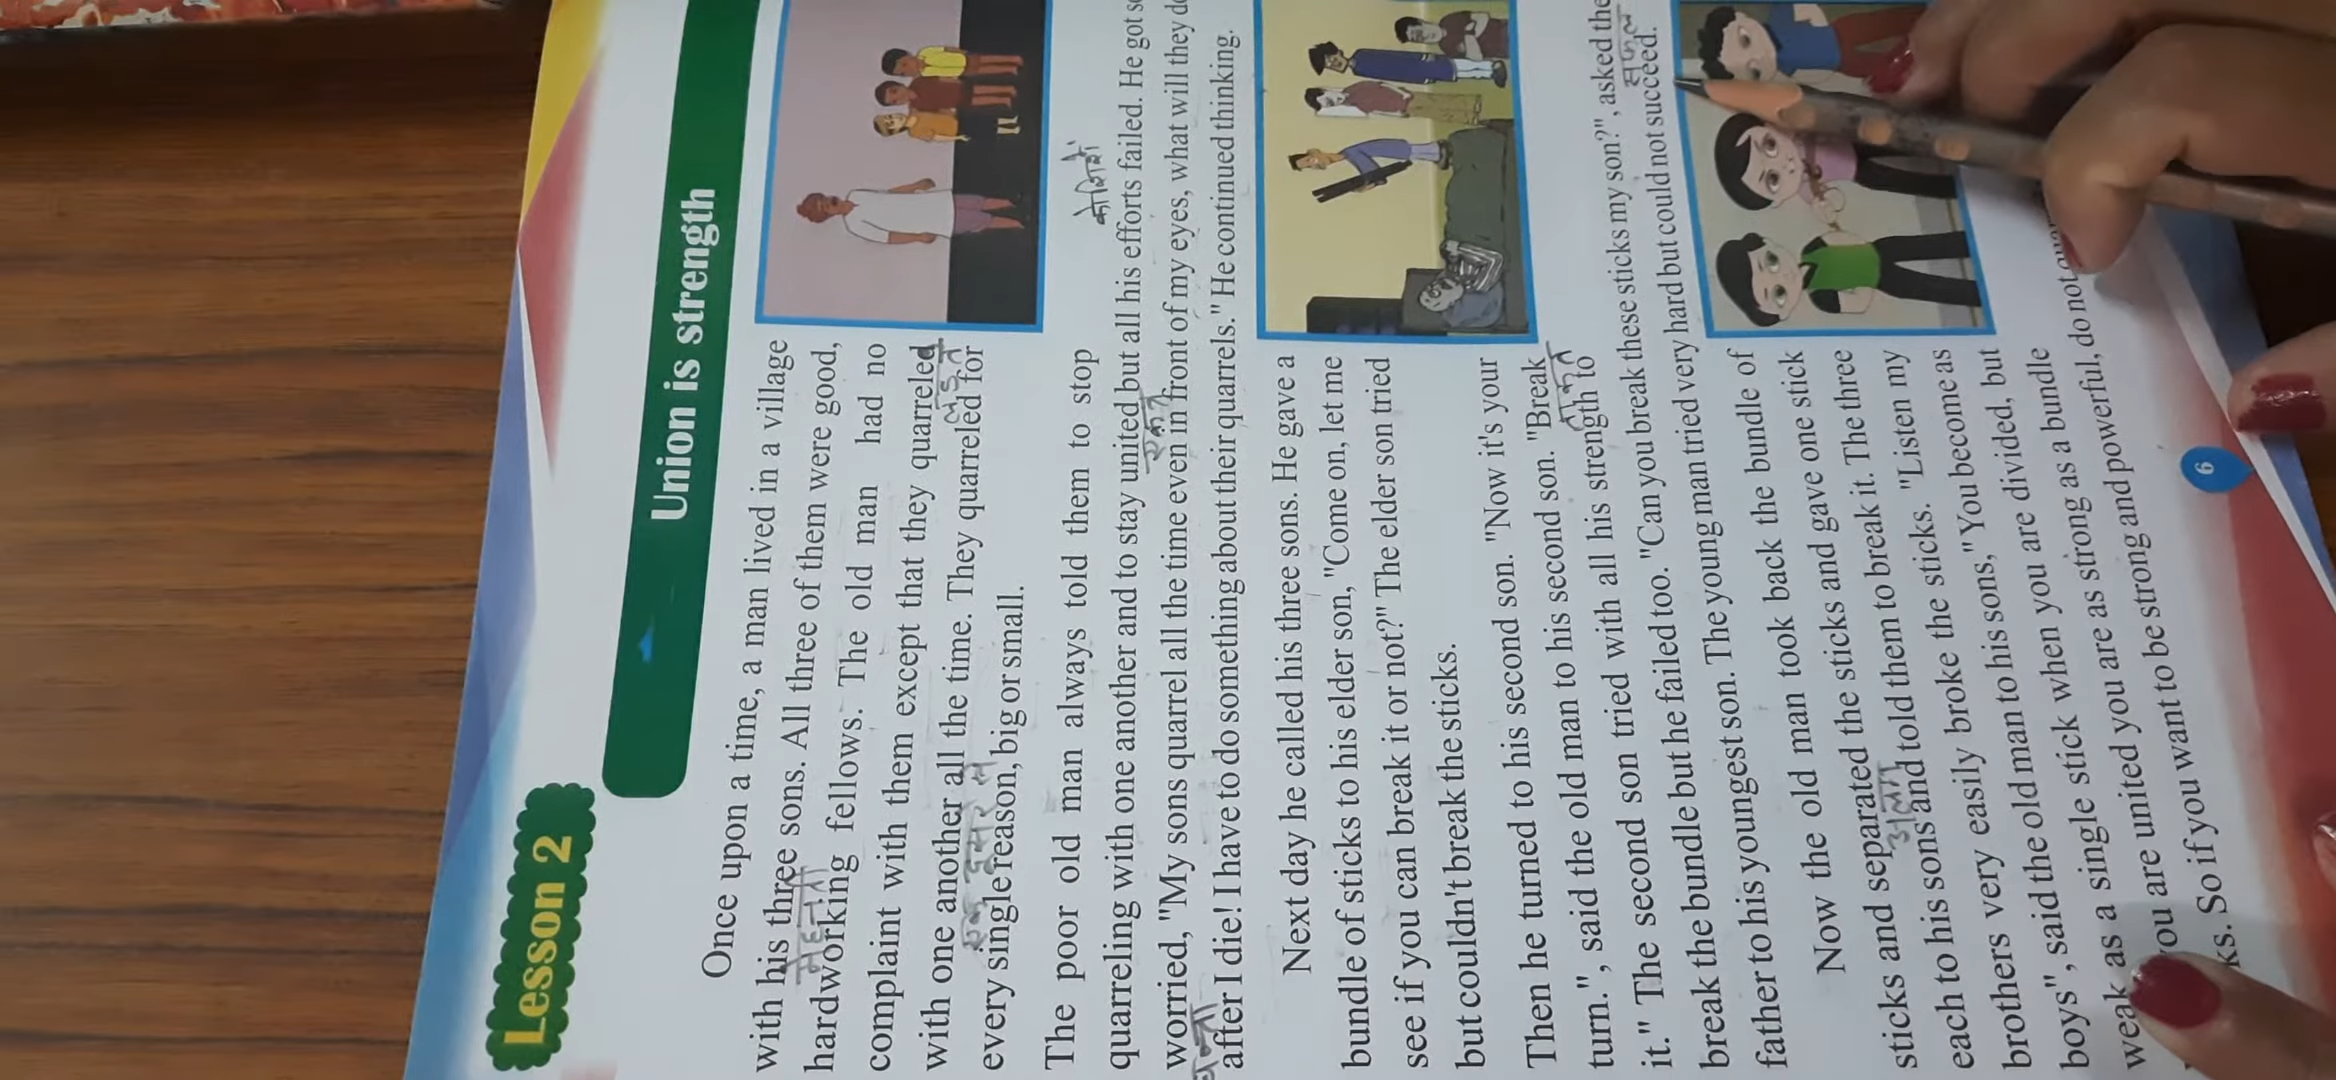 Lesson 2
Union is strength
Once upon a time, a man lived in a village
with his three sons. All three of them were good,
मेहनती
hardworking fellows. The old man had no
complaint with them except that they quarreled
लड़ते
with one another all the time. They quarreled for
एक दूसरे से
every single reason, big or small.
The poor old man always told them to stop
कोशिशें
quarreling with one another and to stay united but all his efforts failed. He got
एकता
worried, "My sons quarrel all the time even in front of my eyes, what will they
after I die! I have to do something about their quarrels." He continued thinking.
Next day he called his three sons. He gave a
bundle of sticks to his elder son, "Come on, let me
see if you can break it or not?" The elder son tried
but couldn't break the sticks.
Then he turned to his second son. "Now it's your
turn.", said the old man to his second son. "Break
it." The second son tried with all his strength to
break the bundle but he failed too. "Can you break these sticks my son?", asked the
सफल
father to his youngest son. The young man tried very hard but could not succeed.
Now the old man took back the bundle of
sticks and separated the sticks and gave one stick
अलग
each to his sons and told them to break it. The three
brothers very easily broke the sticks. "Listen my
boys", said the old man to his sons, "You become as
weak as a single stick when you are divided, but
you are united you are as strong as a bundle
ks. So if you want to be strong and powerful, do not
6